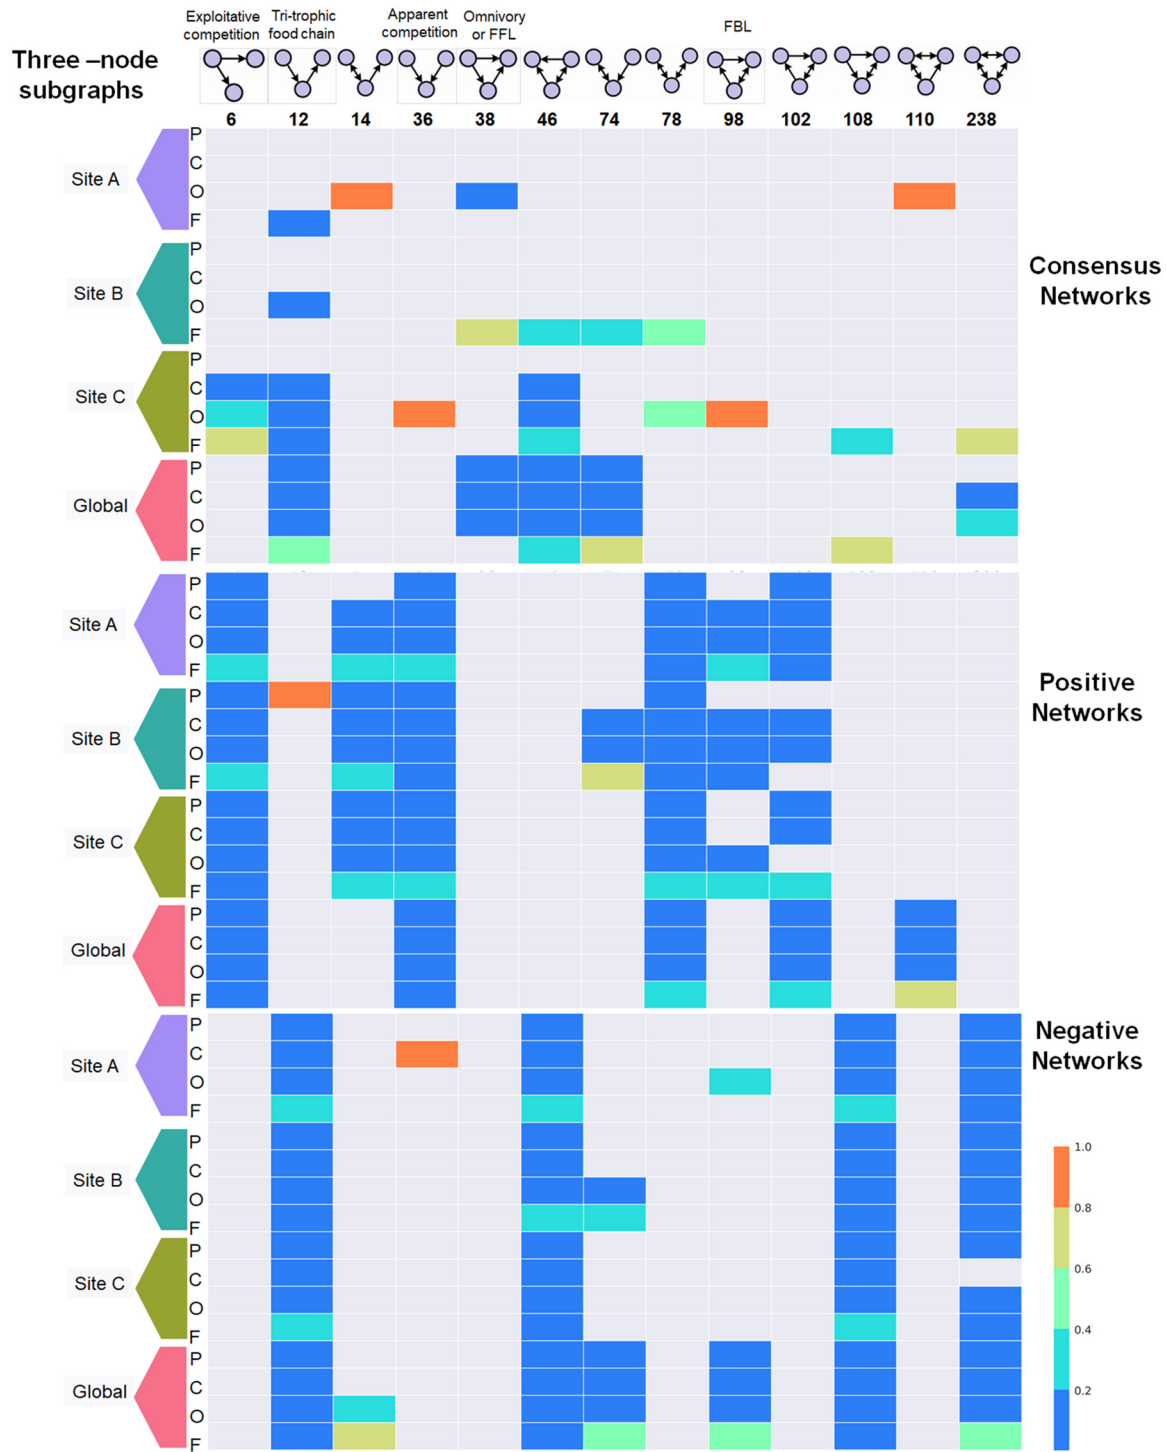 Exploitative competition
Tri-trophic food chain
Apparent competition
Omnivory or FFL
FBL
Three –node subgraphs
6 12 14 36 38 46 74 78 98 102 108 110 238
Site A
P
C
O
F
Site B
P
C
O
F
Site C
P
C
O
F
Global
P
C
O
F
Consensus Networks
Site A
P
C
O
F
Site B
P
C
O
F
Site C
P
C
O
F
Global
P
C
O
F
Positive Networks
Site A
P
C
O
F
Site B
P
C
O
F
Site C
P
C
O
F
Global
P
C
O
F
Negative Networks
1.0
0.8
0.6
0.4
0.2